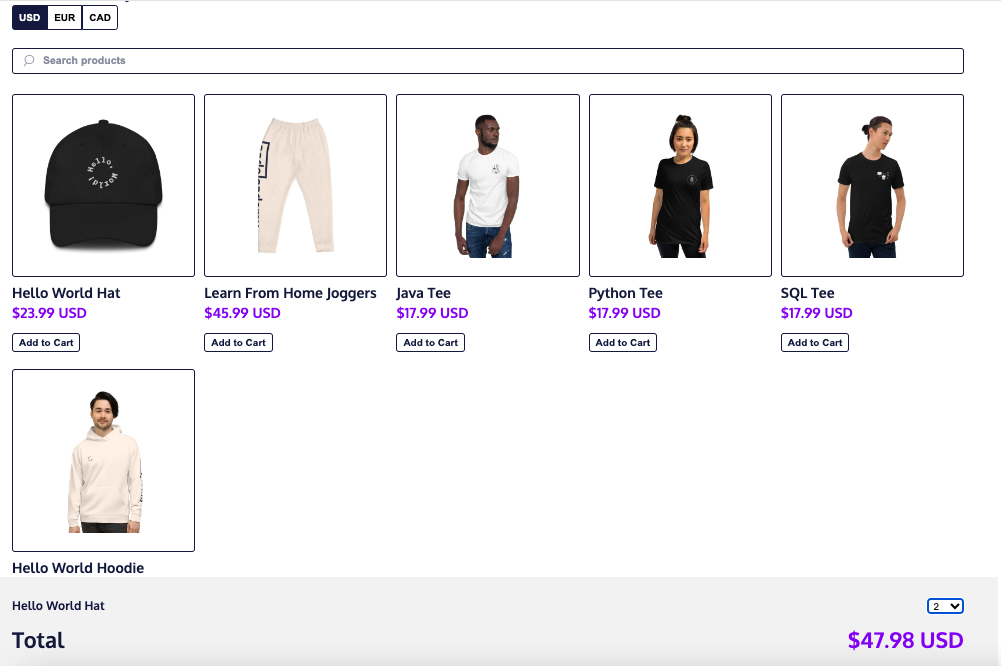 USD EUR CAD
Search products
Hello, World!
Hello World Hat
$23.99 USD
Add to Cart
Learn From Home Joggers
$45.99 USD
Add to Cart
Java Tee
$17.99 USD
Add to Cart
Python Tee
$17.99 USD
Add to Cart
SQL Tee
$17.99 USD
Add to Cart
Hello World Hoodie
Hello World Hat
2
Total
$47.98 USD